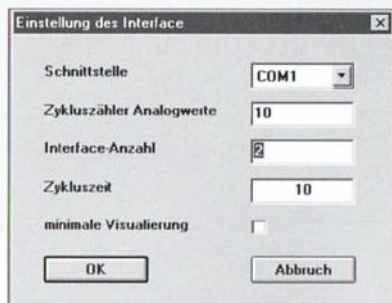 Einstellung des Interface
Schnittstelle COM1
Zykluszähler Analogwerte 10
Interface-Anzahl 2
Zykluszeit 10
minimale Visualierung
OK Abbruch